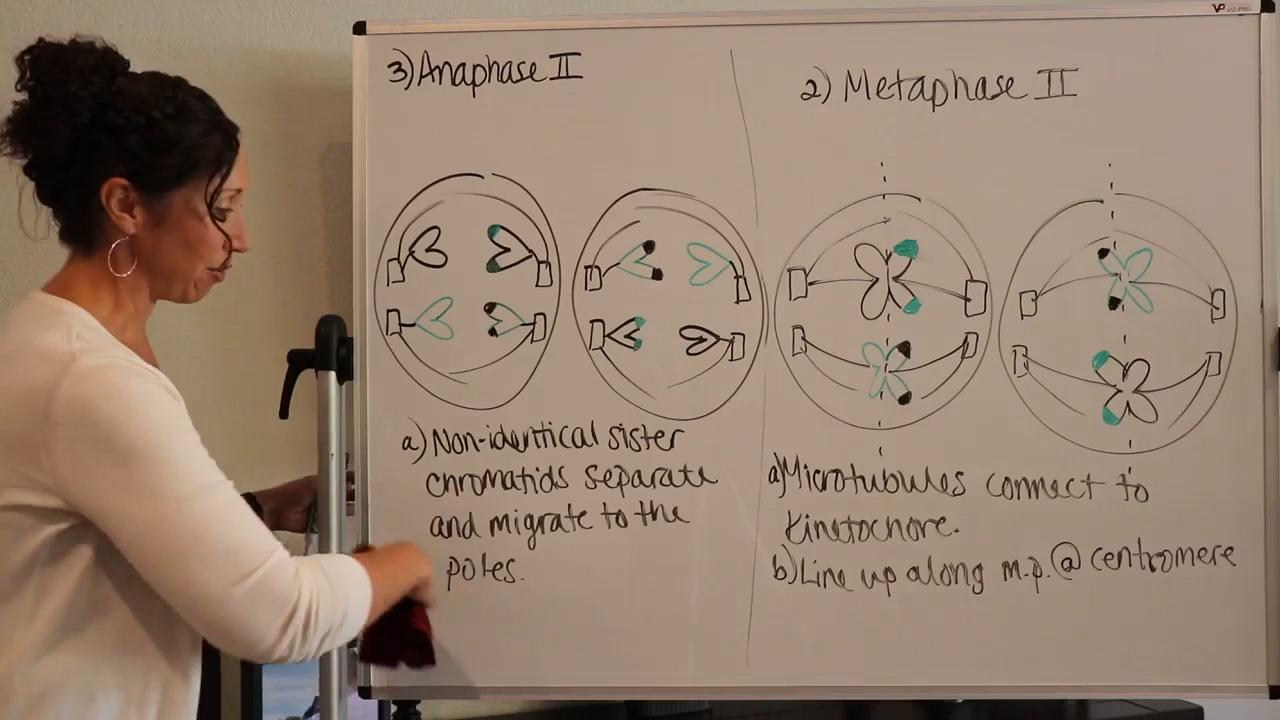 3) Anaphase II
a) Non-identical sister
chromatids separate
and migrate to the
poles.
2) Metaphase II
a) Microtubules connect to
kinetochore.
b) Line up along m.p. @ centromere